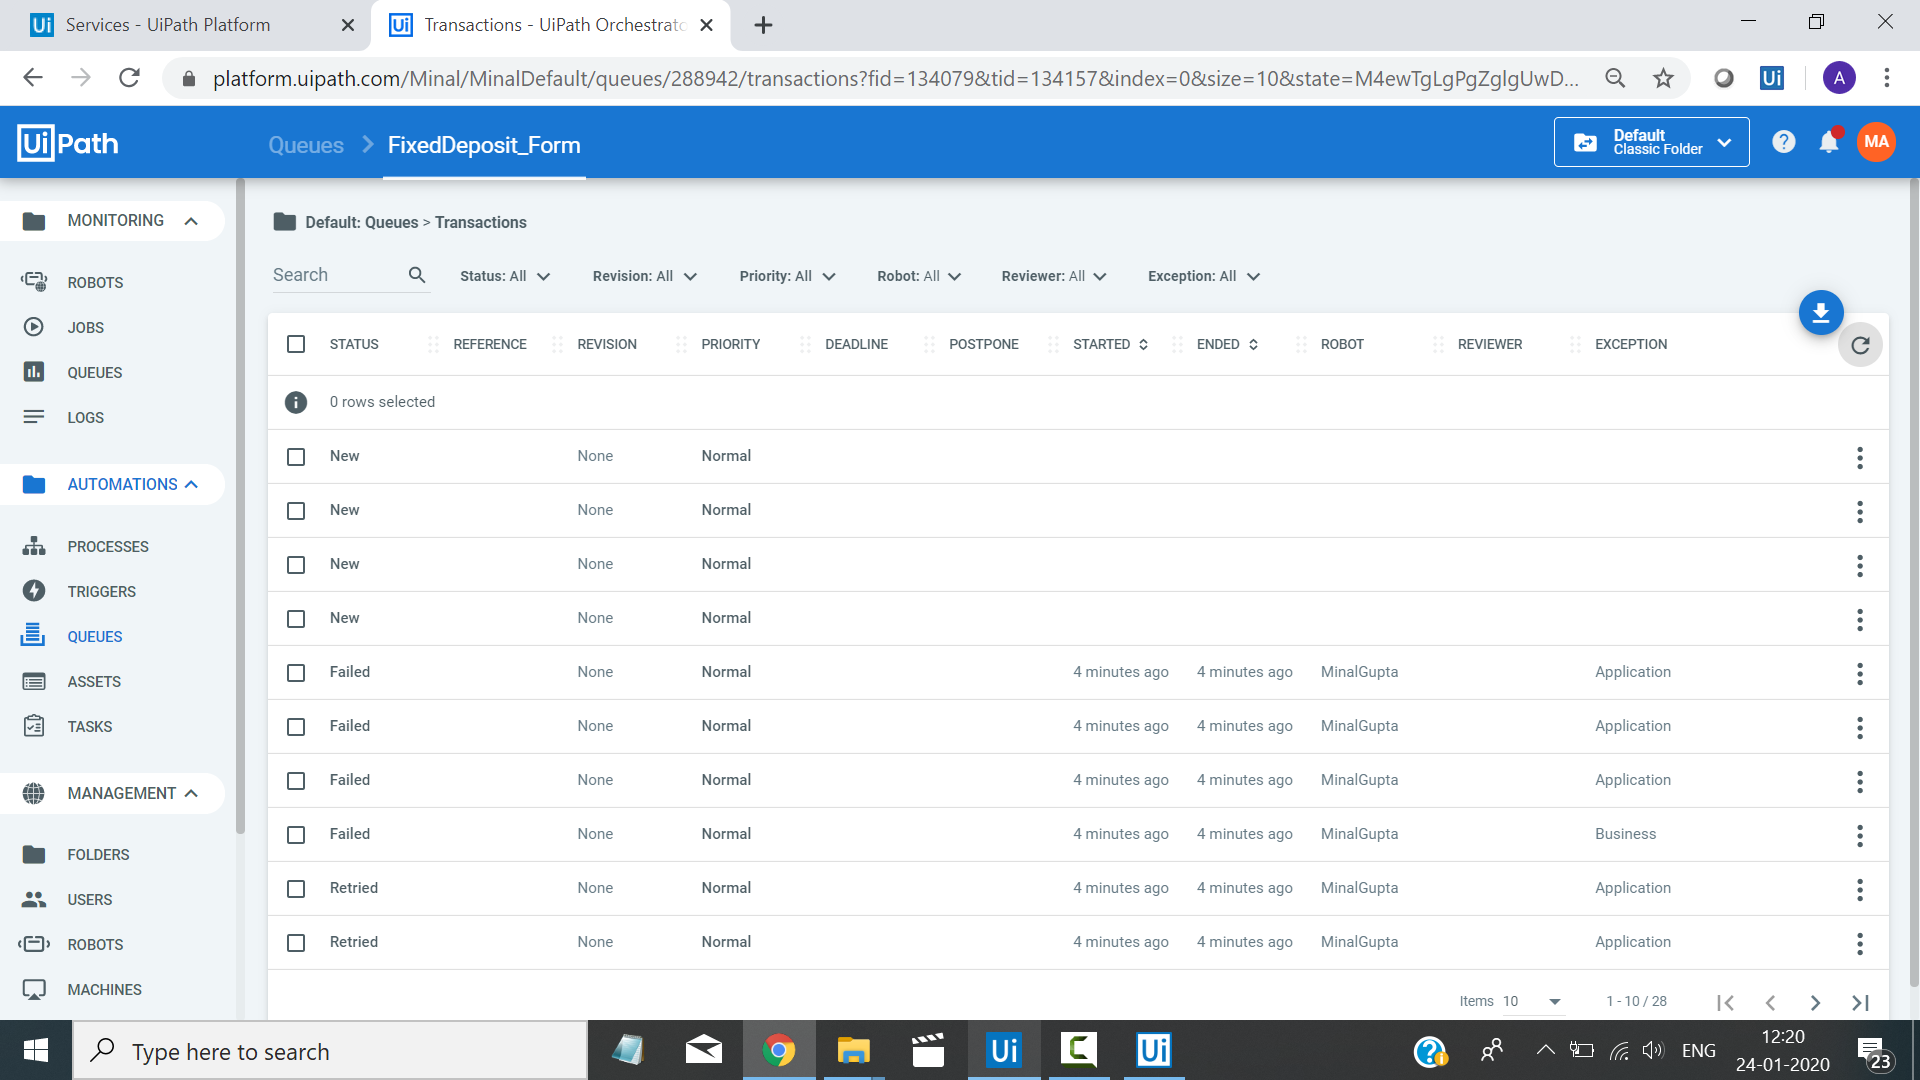 Services - UiPath Platform
Transactions - UiPath Orchestrato
platform.uipath.com/Minal/MinalDefault/queues/288942/transactions?fid=134079&tid=134157&index=0&size=10&state=M4ewTgLgPgZglgUwD...
Ui
A
Ui Path
Queues
FixedDeposit_Form
Default
Classic Folder
MA
MONITORING
ROBOTS
JOBS
QUEUES
LOGS
AUTOMATIONS
PROCESSES
TRIGGERS
QUEUES
ASSETS
TASKS
MANAGEMENT
FOLDERS
USERS
ROBOTS
MACHINES
Default: Queues > Transactions
Search Status: All Revision: All Priority: All Robot: All Reviewer: All Exception: All
STATUS REFERENCE REVISION PRIORITY DEADLINE POSTPONE STARTED ENDED ROBOT REVIEWER EXCEPTION
0 rows selected
New None Normal
New None Normal
New None Normal
New None Normal
Failed None Normal 4 minutes ago 4 minutes ago MinalGupta Application
Failed None Normal 4 minutes ago 4 minutes ago MinalGupta Application
Failed None Normal 4 minutes ago 4 minutes ago MinalGupta Application
Failed None Normal 4 minutes ago 4 minutes ago MinalGupta Business
Retried None Normal 4 minutes ago 4 minutes ago MinalGupta Application
Retried None Normal 4 minutes ago 4 minutes ago MinalGupta Application
Items 10 1 - 10 / 28
Type here to search
Ui
Ui
ENG
12:20
24-01-2020
23